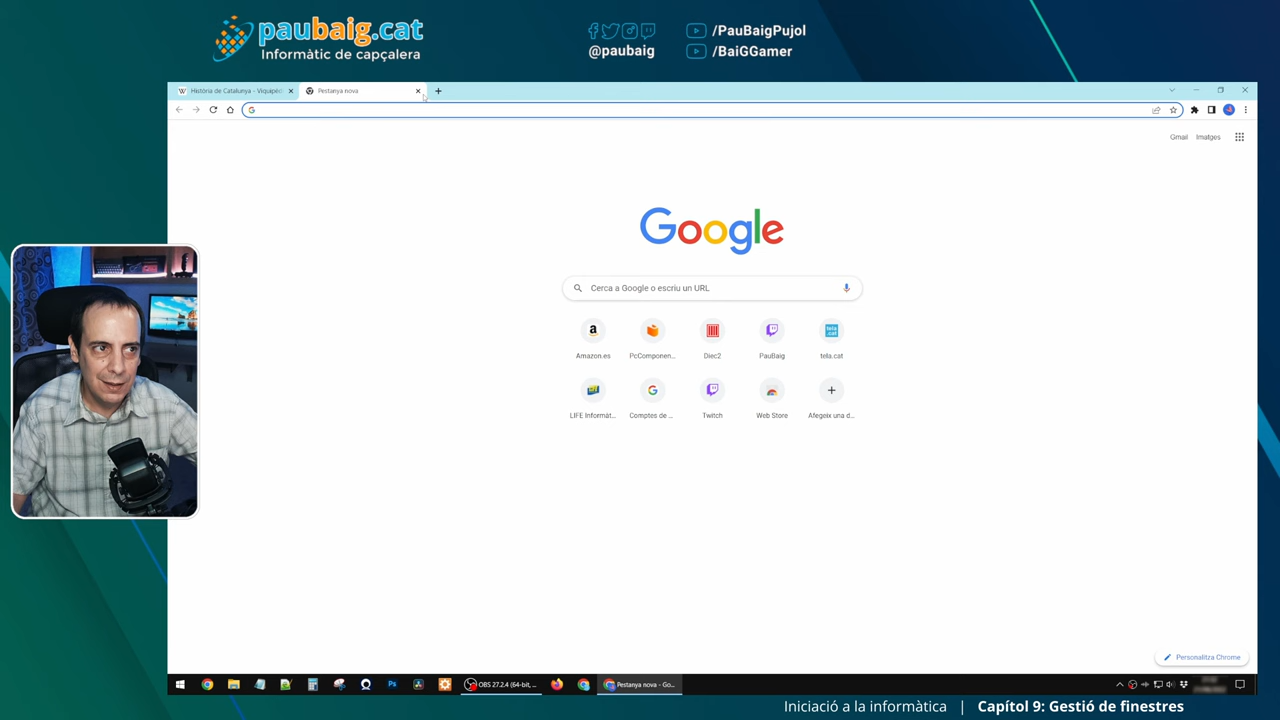 paubaig.cat
Informàtic de capçalera
@paubaig
/PauBaigPujol
/BaiGGamer
Història de Catalunya - Viquipèd
Pestanya nova
Gmail
Imatges
Google
Cerca a Google o escriu un URL
Amazon.es
PcComponen...
Diec2
PauBaig
tela.cat
LIFE Informàt...
Comptes de ...
Twitch
Web Store
Afegeix una d...
Personalitza Chrome
OBS 27.2.4 (64-bit, ...
Pestanya nova - Go...
Iniciació a la informàtica | Capítol 9: Gestió de finestres